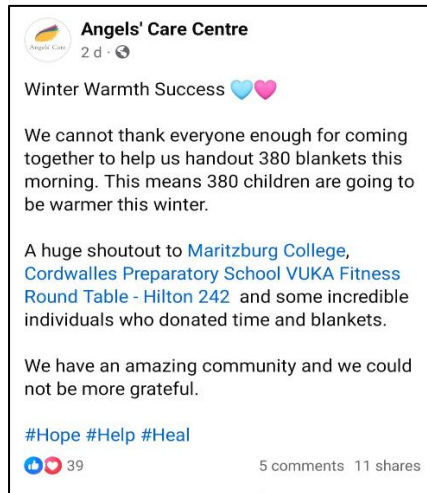 Angels' Care
Angels' Care Centre
2 d ·
Winter Warmth Success 🩵🩷
We cannot thank everyone enough for coming
together to help us handout 380 blankets this
morning. This means 380 children are going to
be warmer this winter.
A huge shoutout to Maritzburg College,
Cordwalles Preparatory School VUKA Fitness
Round Table - Hilton 242 and some incredible
individuals who donated time and blankets.
We have an amazing community and we could
not be more grateful.
#Hope #Help #Heal
39 5 comments 11 shares